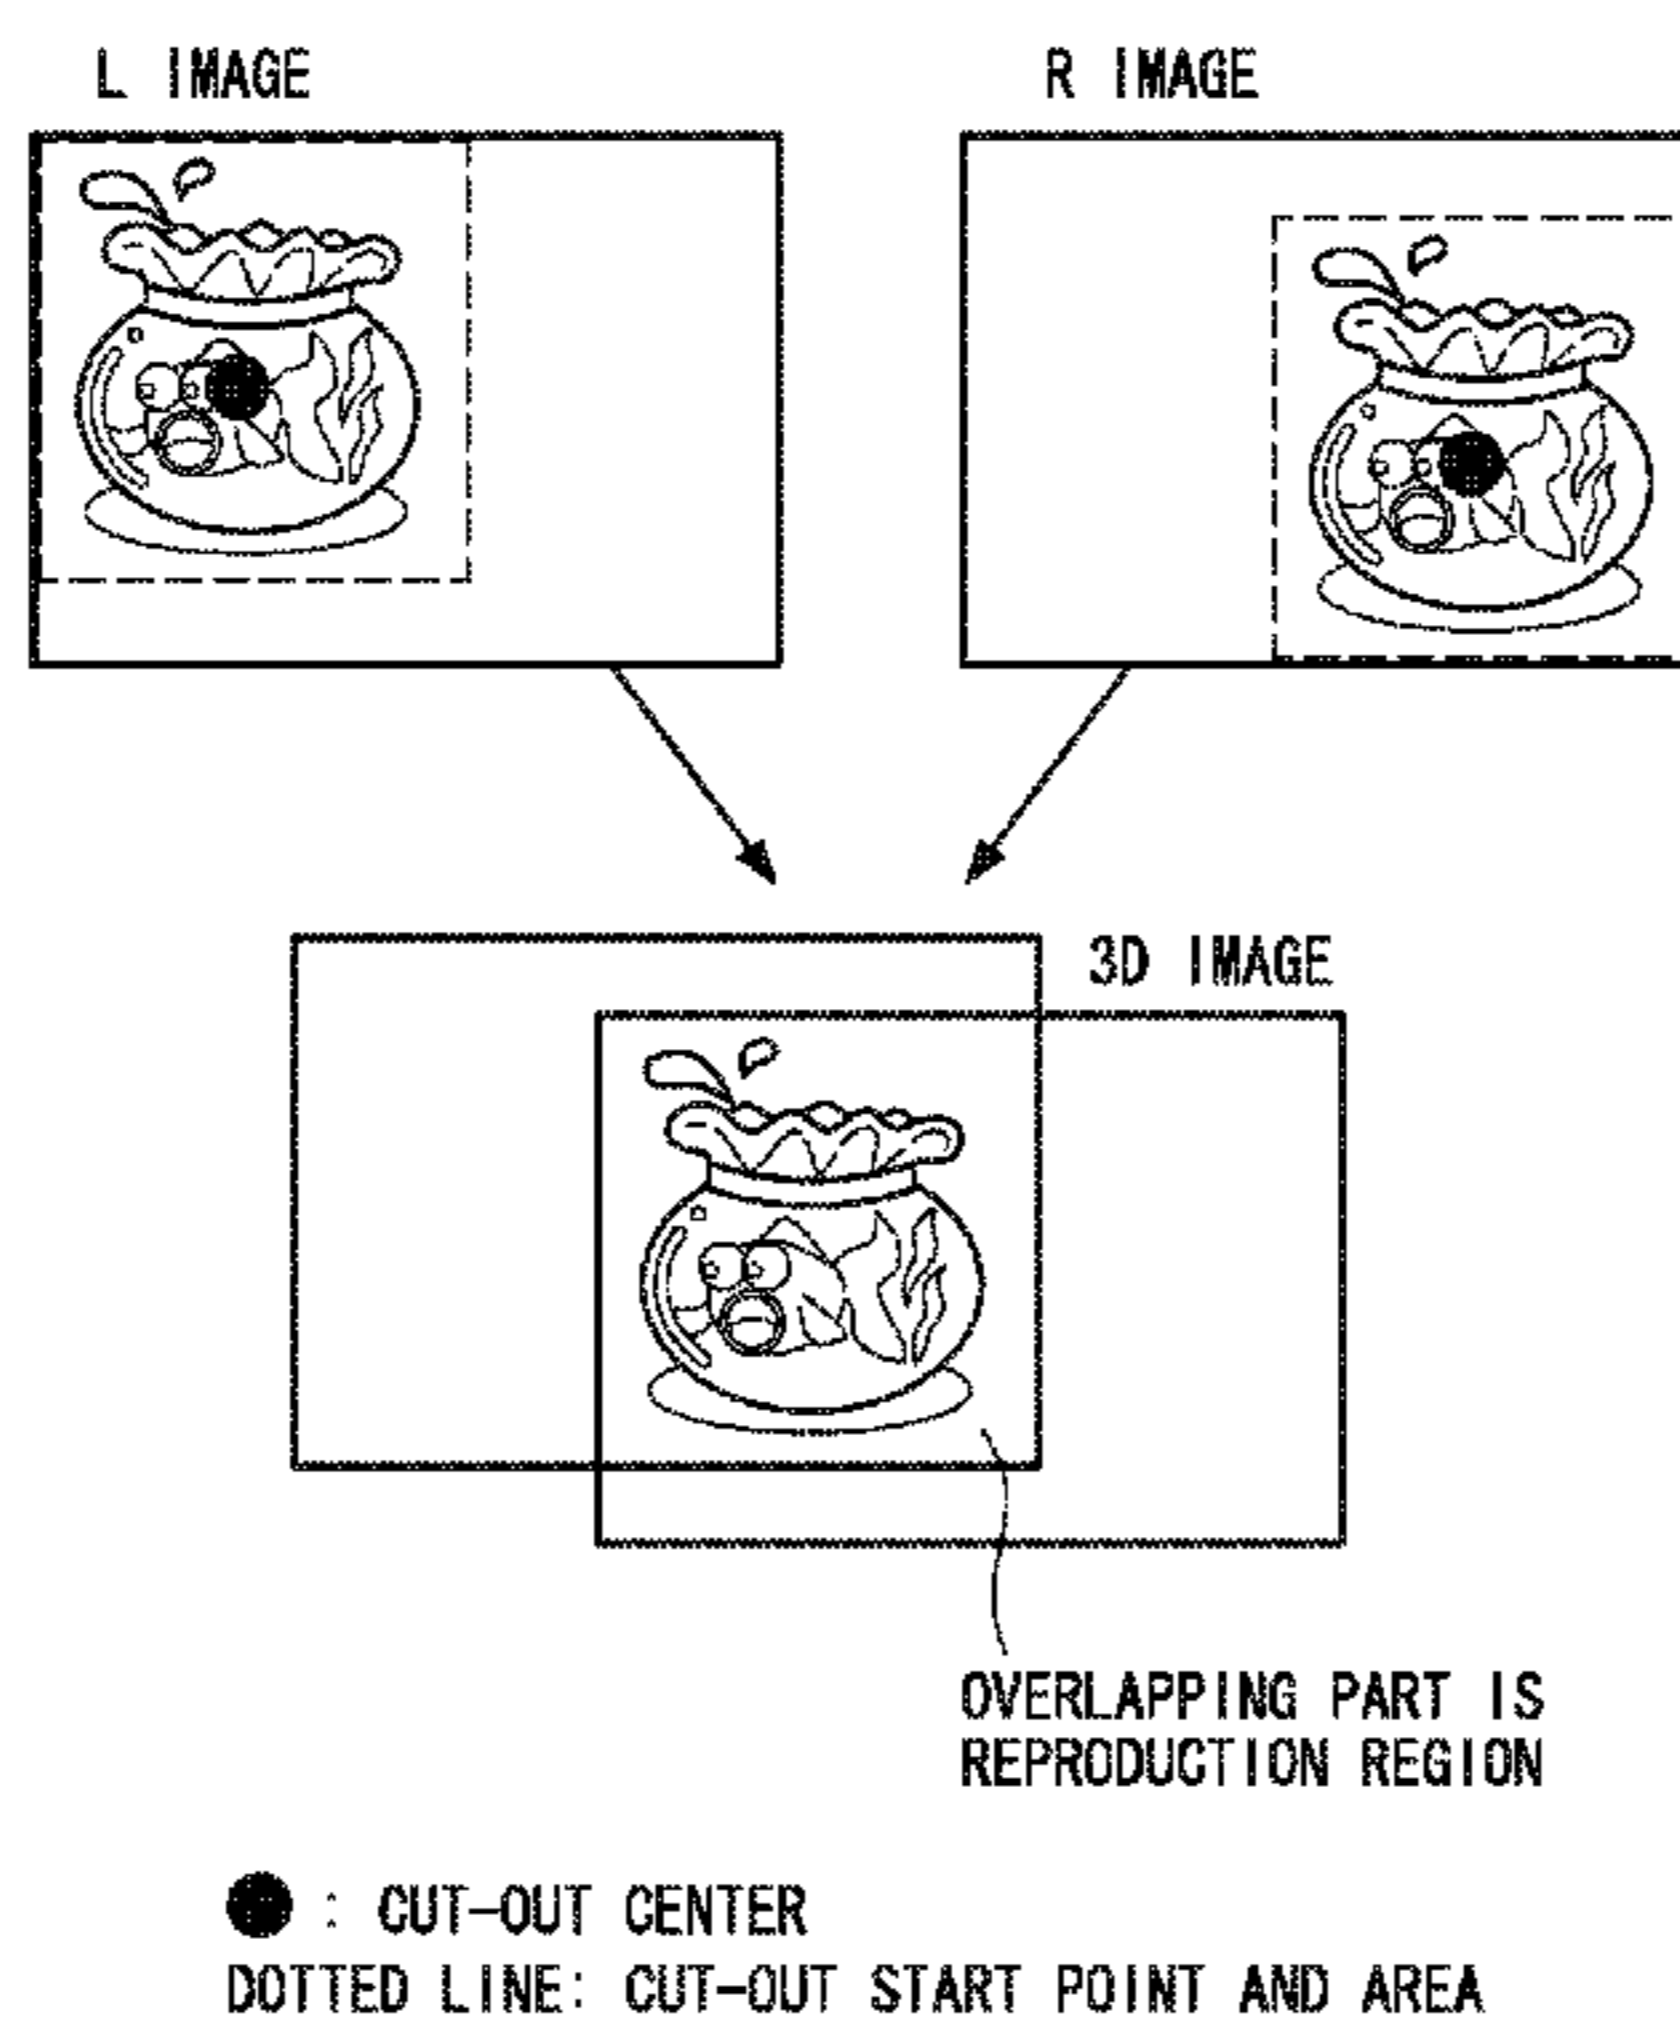 L IMAGE
R IMAGE
3D IMAGE
OVERLAPPING PART IS
REPRODUCTION REGION
: CUT-OUT CENTER
DOTTED LINE: CUT-OUT START POINT AND AREA